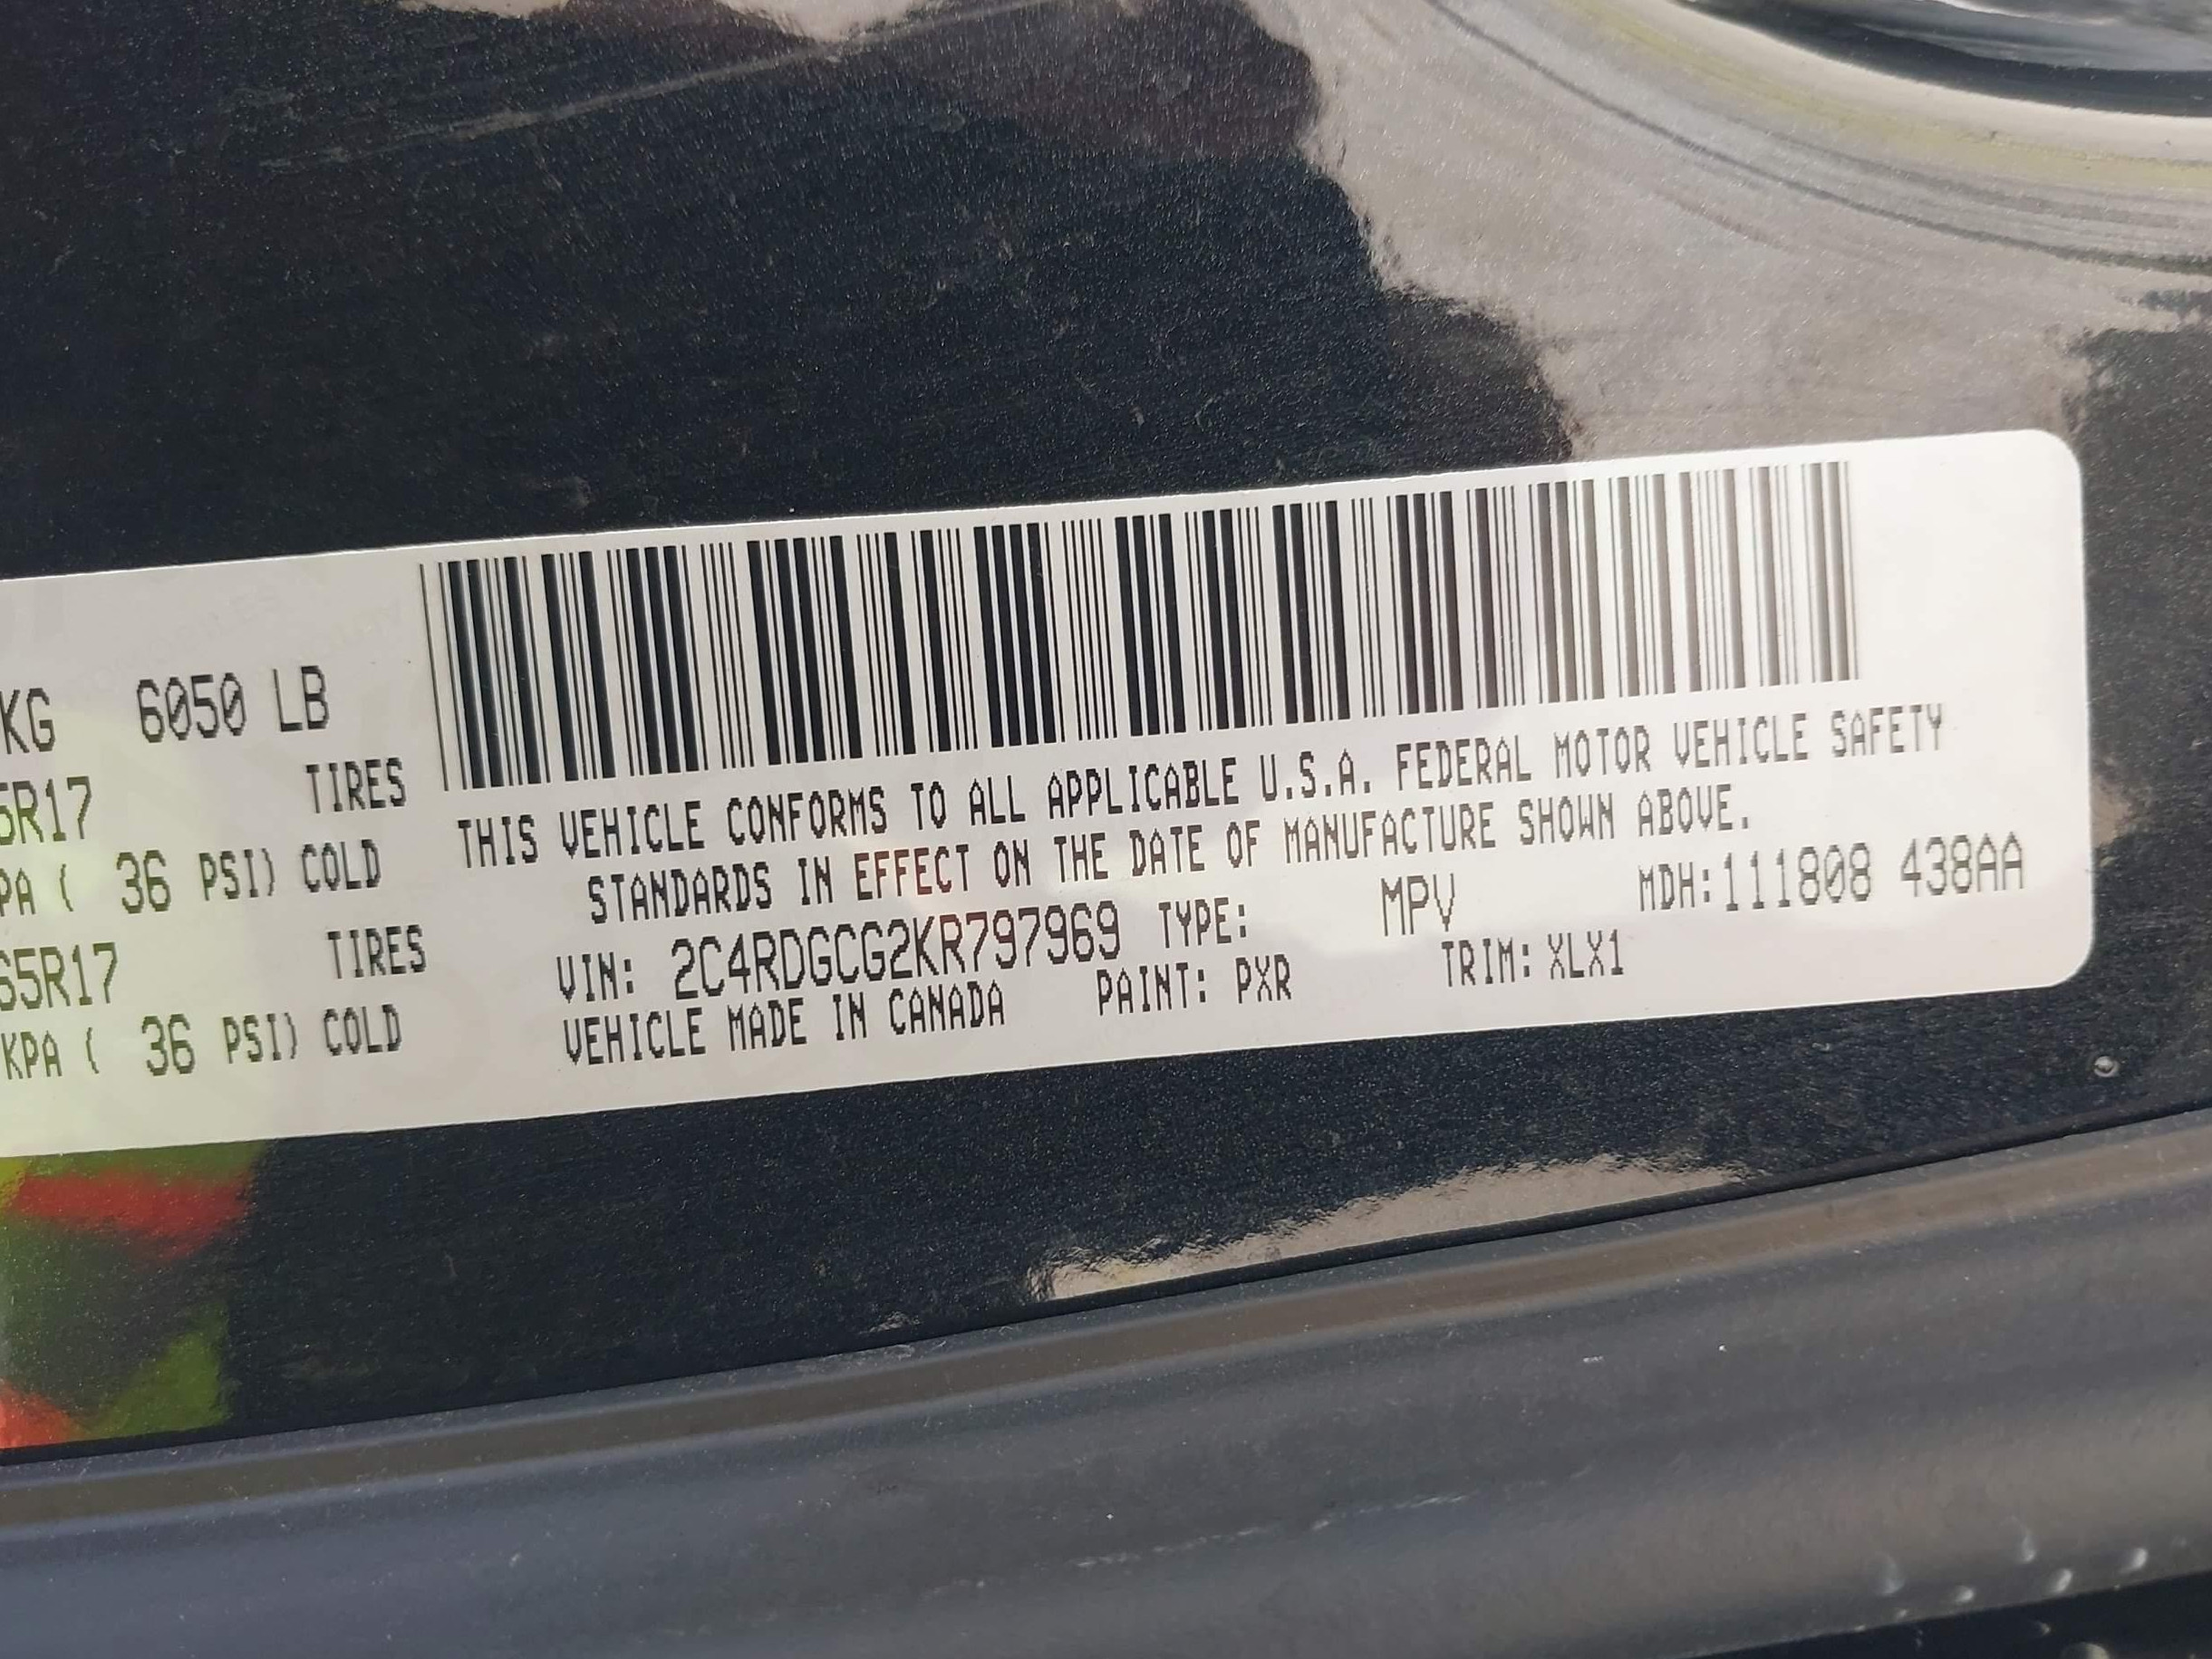 KG 6050 LB
5R17 TIRES
PA ( 36 PSI) COLD
65R17 TIRES
KPA ( 36 PSI) COLD
THIS VEHICLE CONFORMS TO ALL APPLICABLE U.S.A. FEDERAL MOTOR VEHICLE SAFETY
STANDARDS IN EFFECT ON THE DATE OF MANUFACTURE SHOWN ABOVE.
VIN: 2C4RDGCG2KR797969 TYPE: MPV MDH:111808 438AA
VEHICLE MADE IN CANADA PAINT: PXR TRIM: XLX1